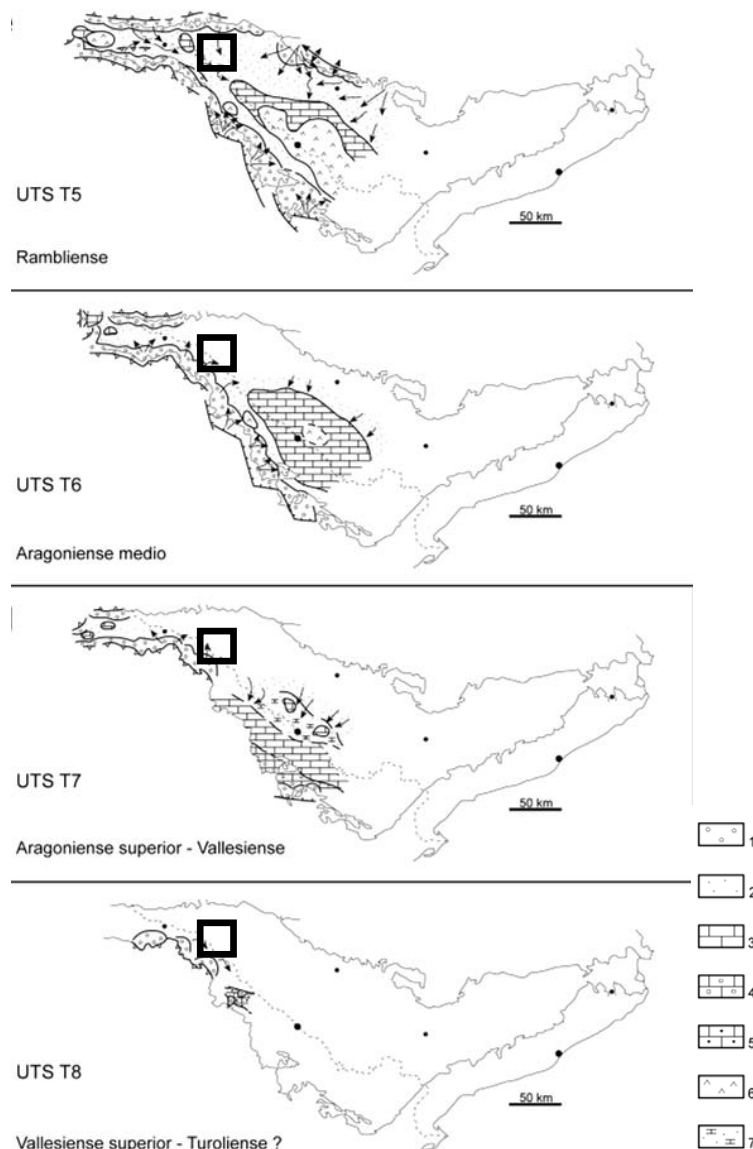 UTS T5
50 km
Rambliense
UTS T6
50 km
Aragoniense medio
UTS T7
50 km
Aragoniense superior - Vallesiense
1
2
3
4
5
6
7
UTS T8
50 km
Vallesiense superior - Turoliense ?